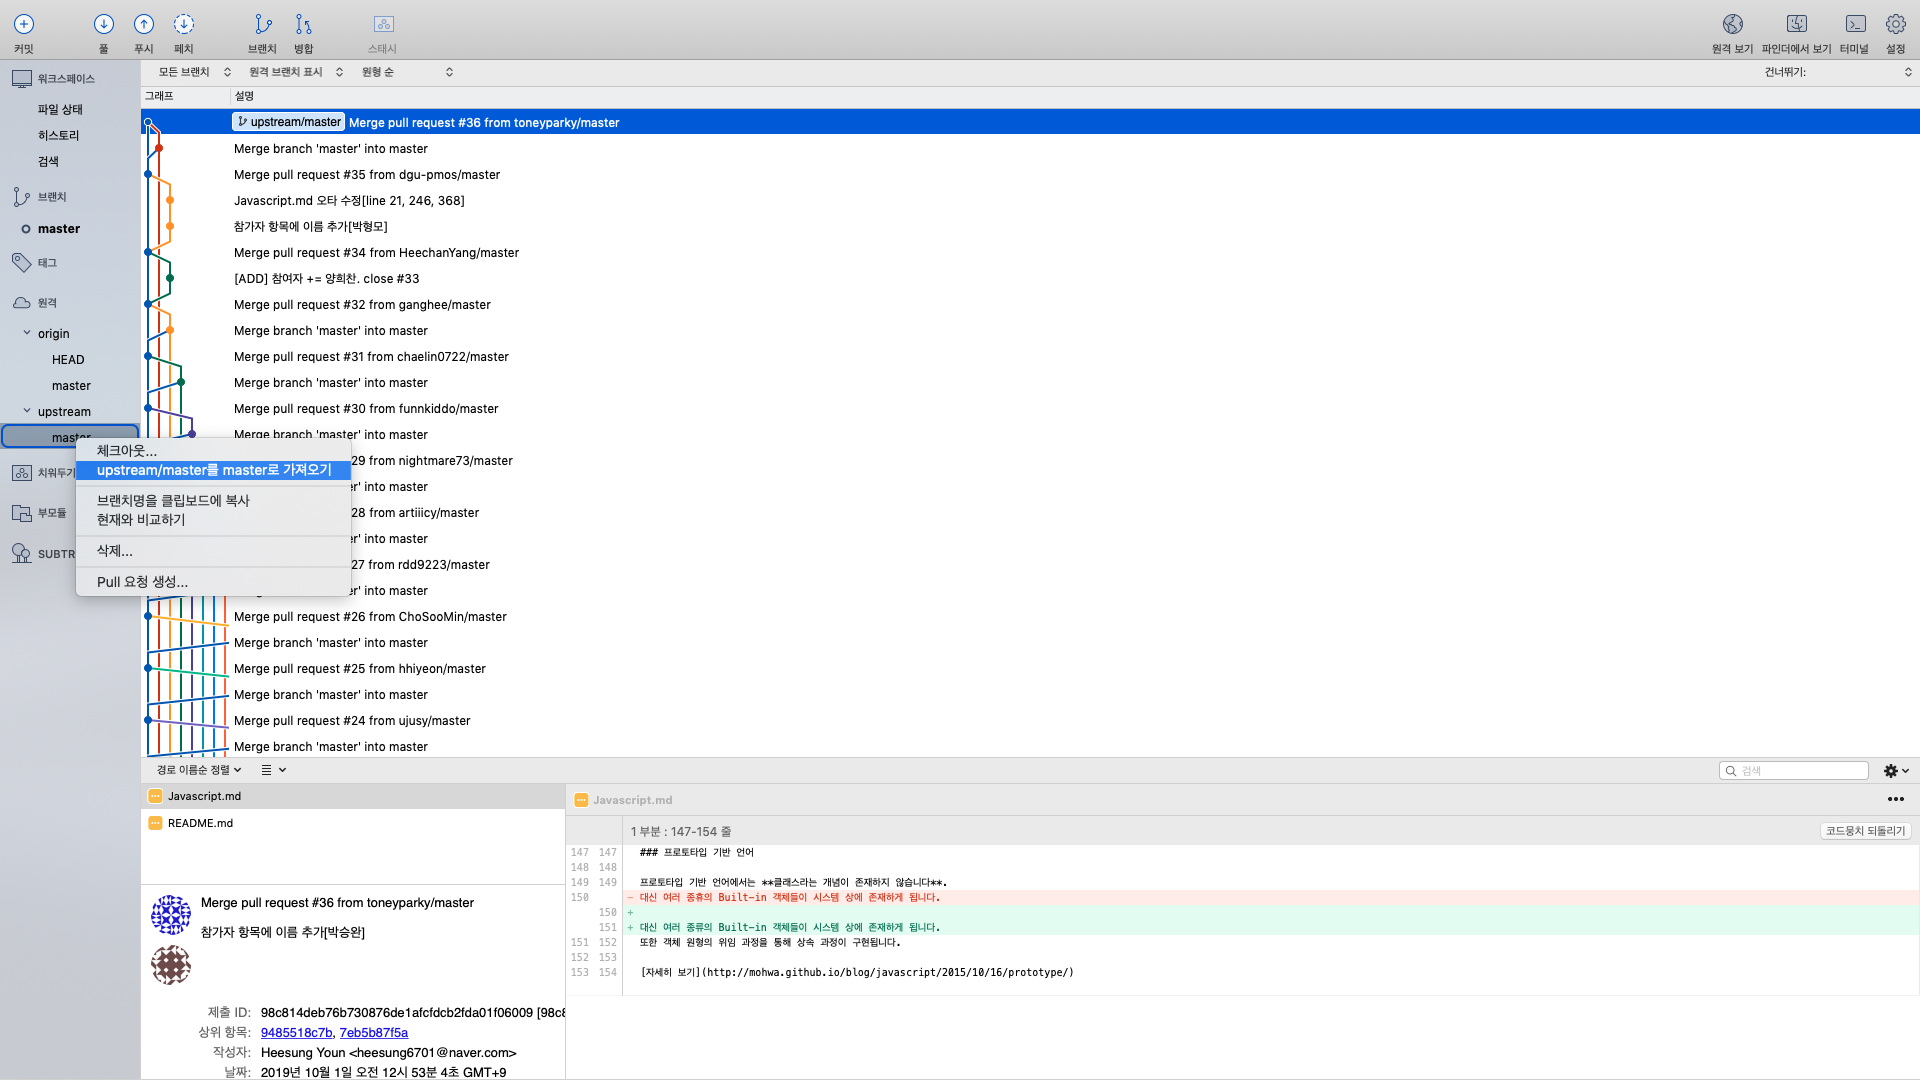 커밋
풀
푸시
페치
브랜치
병합
스태시
원격 보기
파인더에서 보기
터미널
설정
워크스페이스
파일 상태
히스토리
검색
브랜치
master
태그
원격
origin
HEAD
master
upstream
master
치워두기
부모듈
SUBTR
모든 브랜치
원격 브랜치 표시
원형 순
건너뛰기:
그래프
설명
upstream/master Merge pull request #36 from toneyparky/master
Merge branch 'master' into master
Merge pull request #35 from dgu-pmos/master
Javascript.md 오타 수정[line 21, 246, 368]
참가자 항목에 이름 추가[박형모]
Merge pull request #34 from HeechanYang/master
[ADD] 참여자 += 양희찬. close #33
Merge pull request #32 from ganghee/master
Merge branch 'master' into master
Merge pull request #31 from chaelin0722/master
Merge branch 'master' into master
Merge pull request #30 from funnkiddo/master
Merge branch 'master' into master
29 from nightmare73/master
r' into master
28 from artiiicy/master
r' into master
27 from rdd9223/master
r' into master
Merge pull request #26 from ChoSooMin/master
Merge branch 'master' into master
Merge pull request #25 from hhiyeon/master
Merge branch 'master' into master
Merge pull request #24 from ujusy/master
Merge branch 'master' into master
체크아웃...
upstream/master를 master로 가져오기
브랜치명을 클립보드에 복사
현재와 비교하기
삭제...
Pull 요청 생성...
경로 이름순 정렬
검색
Javascript.md
README.md
Merge pull request #36 from toneyparky/master
참가자 항목에 이름 추가[박승완]
제출 ID: 98c814deb76b730876de1afcfdcb2fda01f06009 [98c8
상위 항목: 9485518c7b, 7eb5b87f5a
작성자: Heesung Youn <heesung6701@naver.com>
날짜: 2019년 10월 1일 오전 12시 53분 4초 GMT+9
Javascript.md
1 부분 : 147-154 줄
코드뭉치 되돌리기
147 147 ### 프로토타입 기반 언어
148 148
149 149 프로토타입 기반 언어에서는 **클래스라는 개념이 존재하지 않습니다**.
150 - 대신 여러 종휴의 Built-in 객체들이 시스템 상에 존재하게 됩니다.
150 +
151 + 대신 여러 종류의 Built-in 객체들이 시스템 상에 존재하게 됩니다.
151 152 또한 객체 원형의 위임 과정을 통해 상속 과정이 구현됩니다.
152 153
153 154 [자세히 보기](http://mohwa.github.io/blog/javascript/2015/10/16/prototype/)